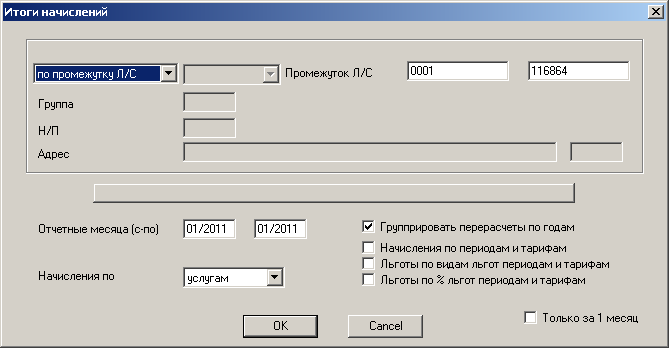 Итоги начислений
по промежутку Л/С Промежуток Л/С 0001 116864
Группа
Н/П
Адрес
Отчетные месяца (с-по) 01/2011 01/2011
Групприровать перерасчеты по годам
Начисления по периодам и тарифам
Льготы по видам льгот периодам и тарифам
Начисления по услугам
Льготы по % льгот периодам и тарифам
Только за 1 месяц
OK Cancel